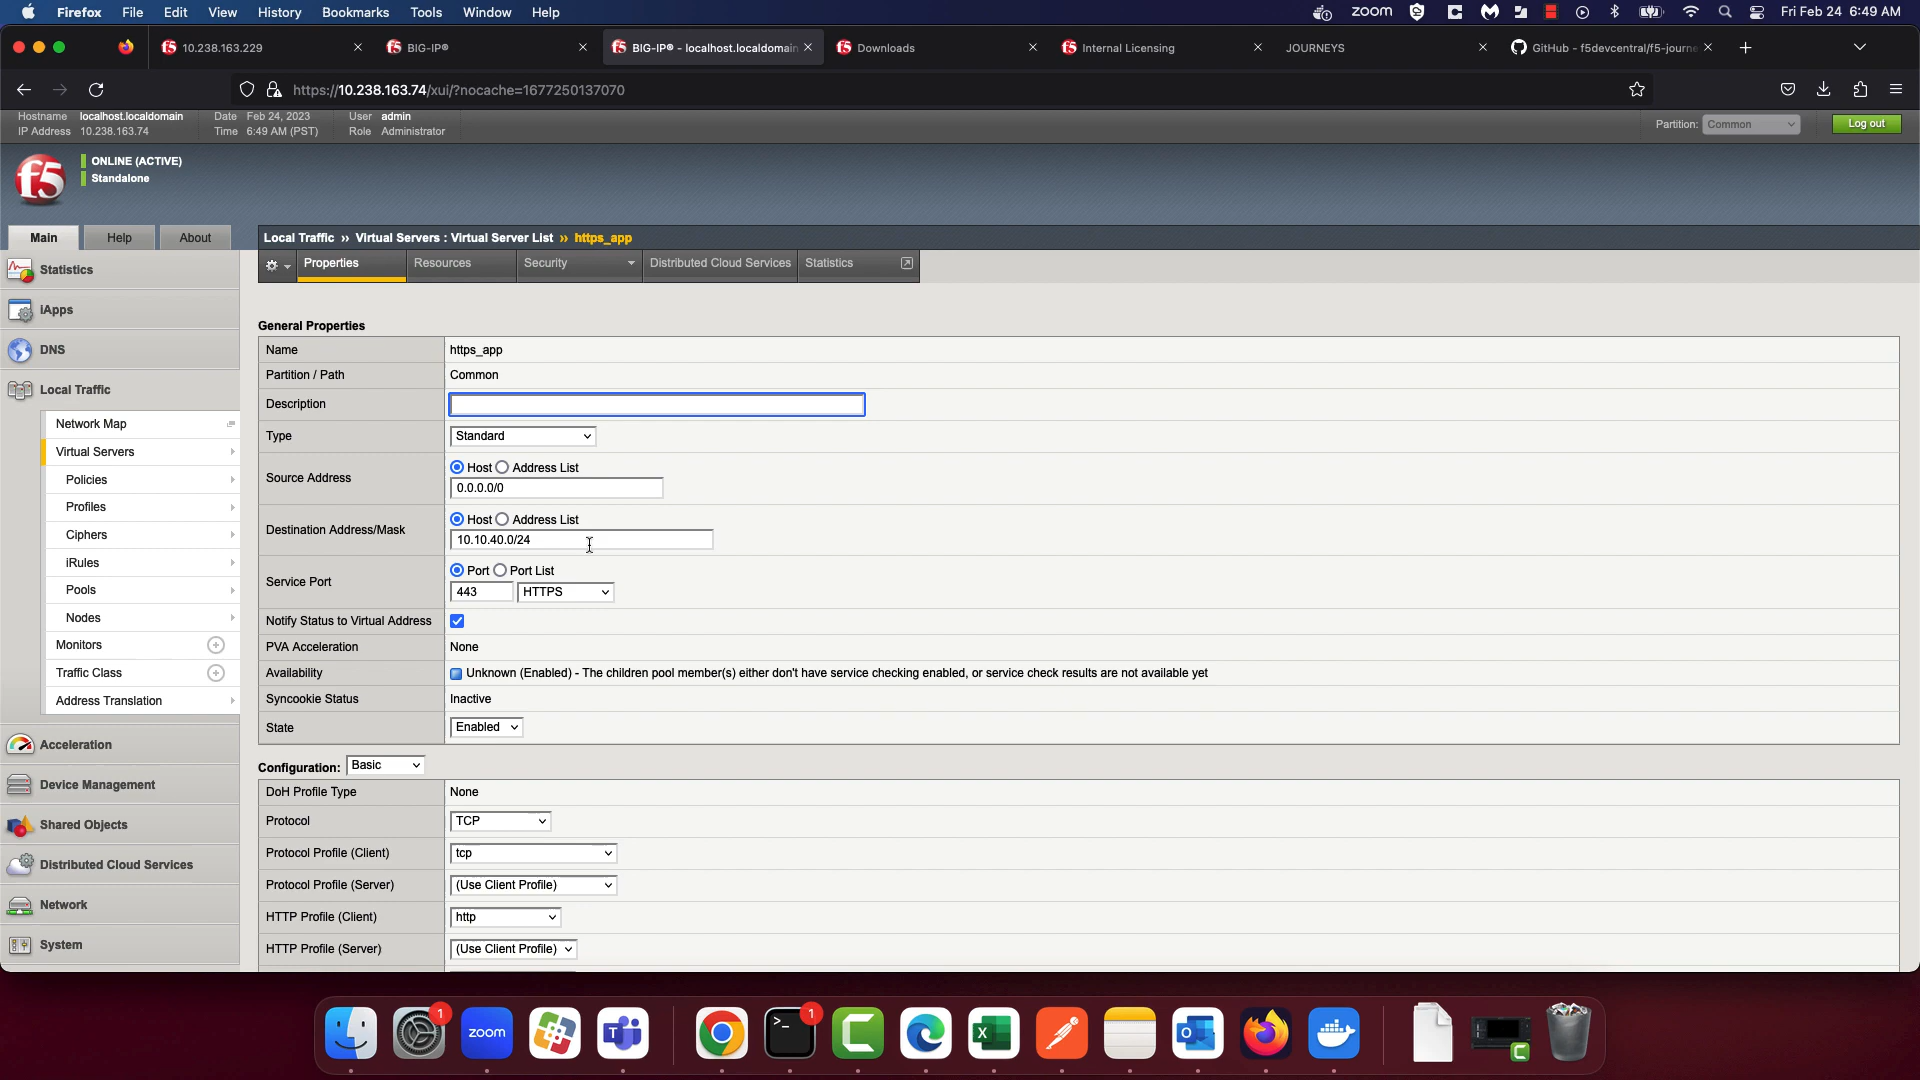 Firefox File Edit View History Bookmarks Tools Window Help zoom Fri Feb 24 6:49 AM
10.238.163.229 BIG-IP® BIG-IP® - localhost.localdomain Downloads Internal Licensing JOURNEYS GitHub - f5devcentral/f5-journe
https://10.238.163.74/xui/?nocache=1677250137070
Hostname localhost.localdomain Date Feb 24, 2023 User admin
IP Address 10.238.163.74 Time 6:49 AM (PST) Role Administrator
Partition: Common Log out
f5
ONLINE (ACTIVE)
Standalone
Main Help About
Local Traffic ›› Virtual Servers : Virtual Server List ›› https_app
Properties Resources Security Distributed Cloud Services Statistics
Statistics
iApps
DNS
Local Traffic
Network Map
Virtual Servers
Policies
Profiles
Ciphers
iRules
Pools
Nodes
Monitors
Traffic Class
Address Translation
Acceleration
Device Management
Shared Objects
Distributed Cloud Services
Network
System
General Properties
Name https_app
Partition / Path Common
Description
Type Standard
Source Address Host Address List
0.0.0.0/0
Destination Address/Mask Host Address List
10.10.40.0/24
Service Port Port Port List
443 HTTPS
Notify Status to Virtual Address
PVA Acceleration None
Availability Unknown (Enabled) - The children pool member(s) either don't have service checking enabled, or service check results are not available yet
Syncookie Status Inactive
State Enabled
Configuration: Basic
DoH Profile Type None
Protocol TCP
Protocol Profile (Client) tcp
Protocol Profile (Server) (Use Client Profile)
HTTP Profile (Client) http
HTTP Profile (Server) (Use Client Profile)
1 zoom 1